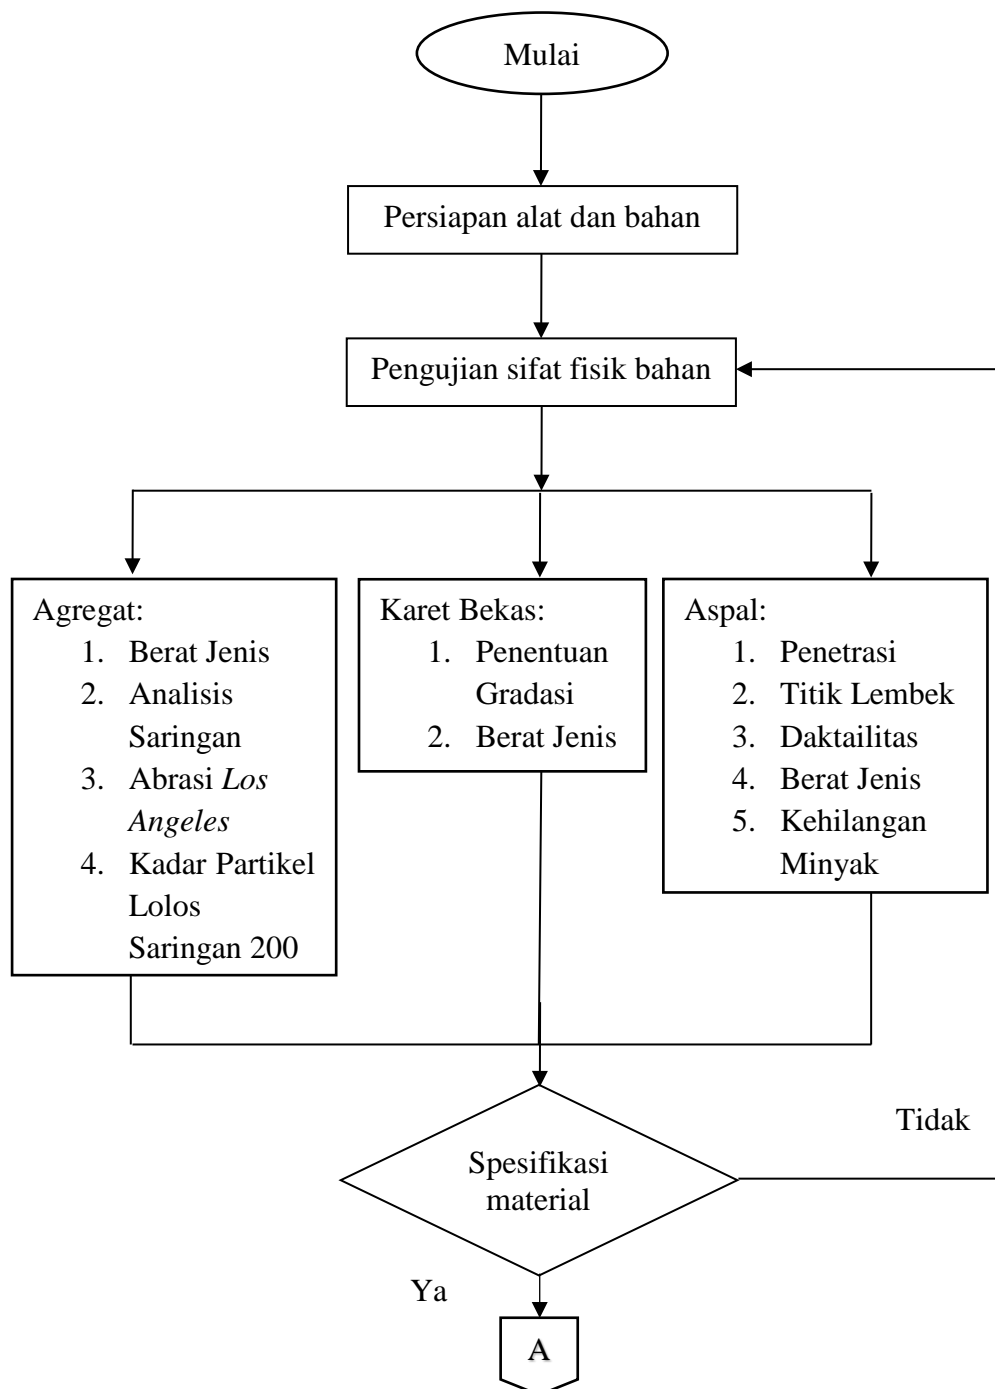 Mulai
Persiapan alat dan bahan
Pengujian sifat fisik bahan
Agregat:
1. Berat Jenis
2. Analisis
Saringan
3. Abrasi Los
Angeles
4. Kadar Partikel
Lolos
Saringan 200
Karet Bekas:
1. Penentuan
Gradasi
2. Berat Jenis
Aspal:
1. Penetrasi
2. Titik Lembek
3. Daktailitas
4. Berat Jenis
5. Kehilangan
Minyak
Tidak
Spesifikasi
material
Ya
A